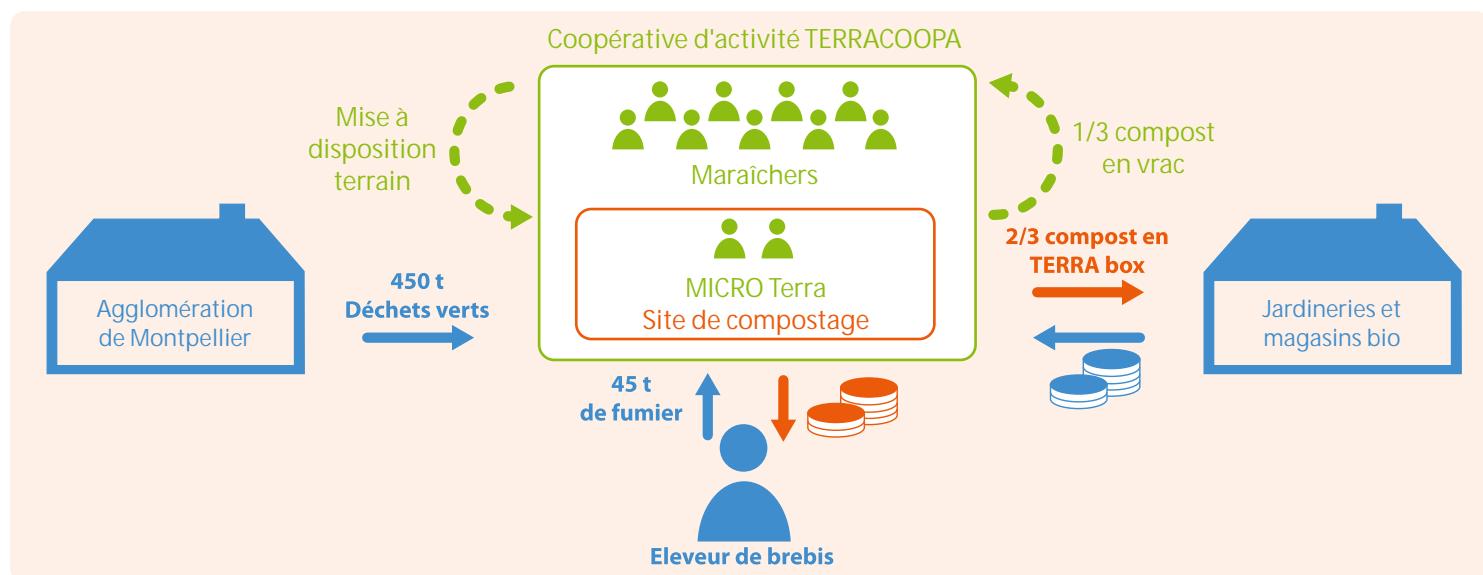 Coopérative d'activité TERRACOOPA
Mise à
disposition
terrain
Maraîchers
1/3 compost
en vrac
Agglomération
de Montpellier
450 t
Déchets verts
MICRO Terra
Site de compostage
2/3 compost en
TERRA box
Jardineries et
magasins bio
45 t
de fumier
Eleveur de brebis